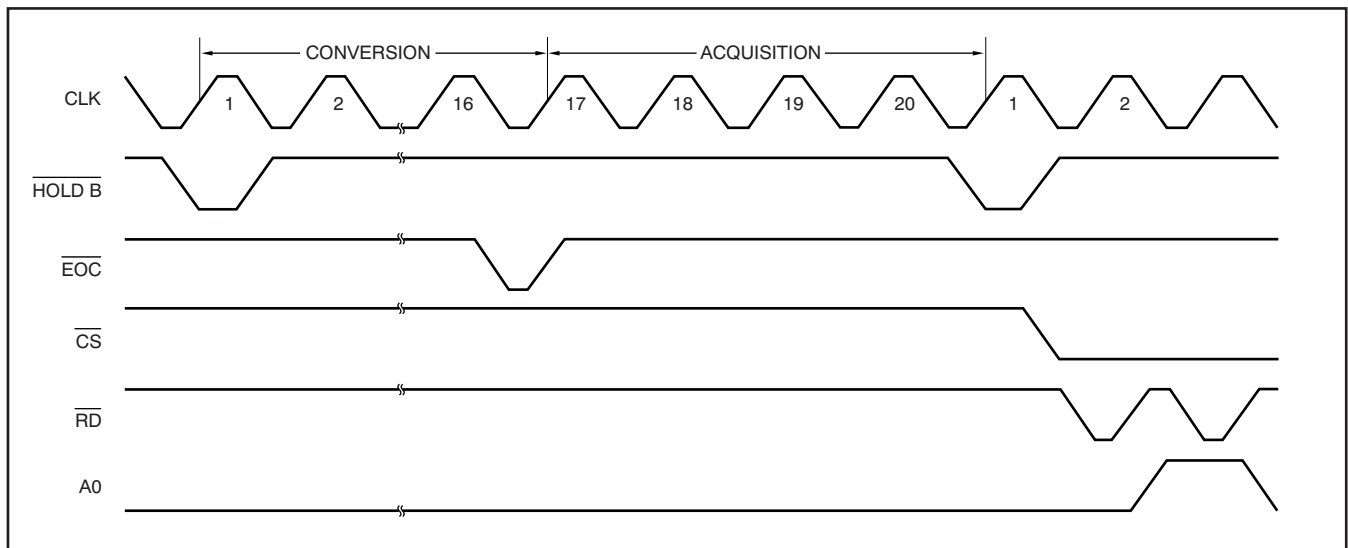 CONVERSION ACQUISITION
CLK 1 2 16 17 18 19 20 1 2
HOLD B
EOC
CS
RD
A0